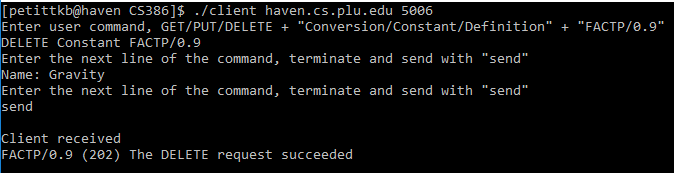 [petittkb@haven CS386]$ ./client haven.cs.plu.edu 5006
Enter user command, GET/PUT/DELETE + "Conversion/Constant/Definition" + "FACTP/0.9"
DELETE Constant FACTP/0.9
Enter the next line of the command, terminate and send with "send"
Name: Gravity
Enter the next line of the command, terminate and send with "send"
send
Client received
FACTP/0.9 (202) The DELETE request succeeded